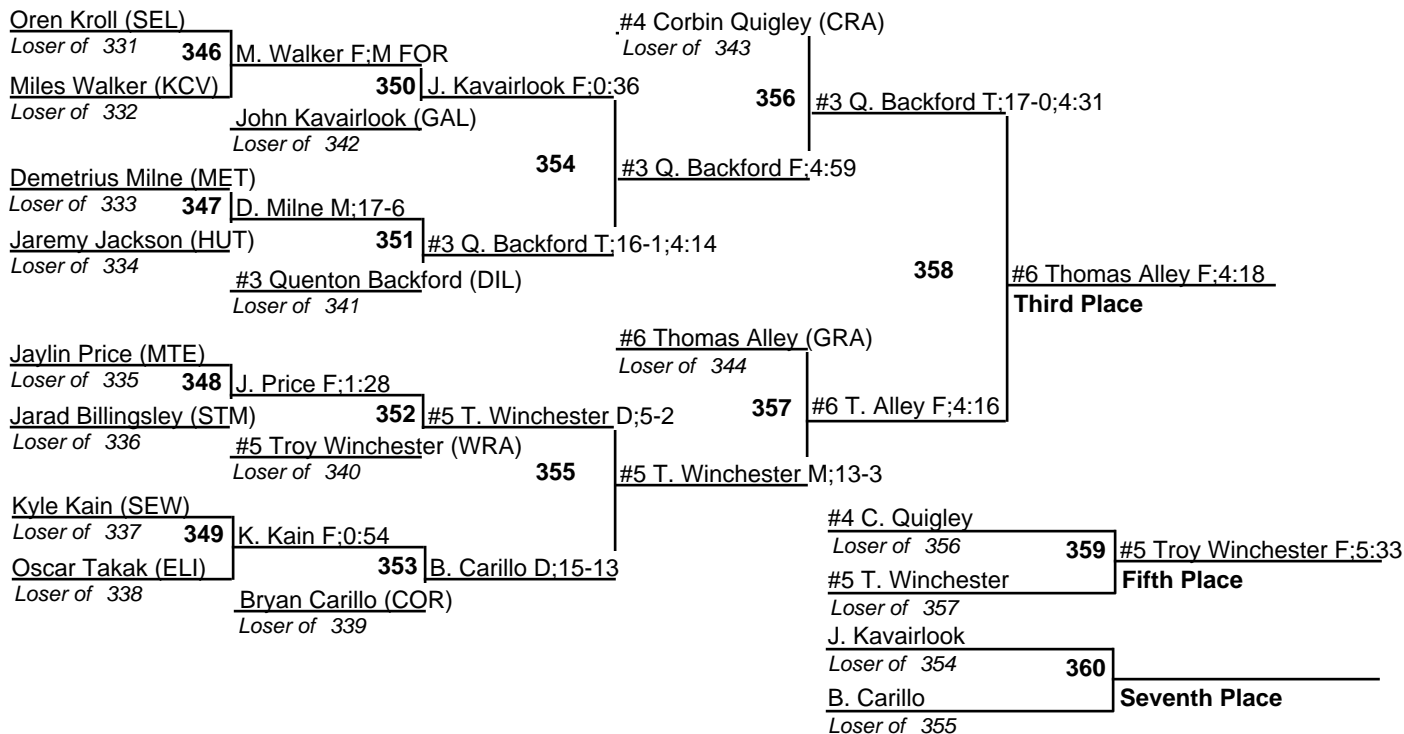 Oren Kroll (SEL)
Loser of 331
346
M. Walker F;M FOR
Miles Walker (KCV)
Loser of 332
350
J. Kavairlook F;0:36
John Kavairlook (GAL)
Loser of 342
354
#3 Q. Backford F;4:59
Demetrius Milne (MET)
Loser of 333
347
D. Milne M;17-6
Jaremy Jackson (HUT)
Loser of 334
351
#3 Q. Backford T;16-1;4:14
#3 Quenton Backford (DIL)
Loser of 341
Jaylin Price (MTE)
Loser of 335
348
J. Price F;1:28
Jarad Billingsley (STM)
Loser of 336
352
#5 T. Winchester D;5-2
#5 Troy Winchester (WRA)
Loser of 340
355
#5 T. Winchester M;13-3
Kyle Kain (SEW)
Loser of 337
349
K. Kain F;0:54
Oscar Takak (ELI)
Loser of 338
353
B. Carillo D;15-13
Bryan Carillo (COR)
Loser of 339
#4 Corbin Quigley (CRA)
Loser of 343
356
#3 Q. Backford T;17-0;4:31
358
#6 Thomas Alley F;4:18
Third Place
#6 Thomas Alley (GRA)
Loser of 344
357
#6 T. Alley F;4:16
#4 C. Quigley
Loser of 356
359
#5 Troy Winchester F;5:33
Fifth Place
#5 T. Winchester
Loser of 357
J. Kavairlook
Loser of 354
360
Seventh Place
B. Carillo
Loser of 355